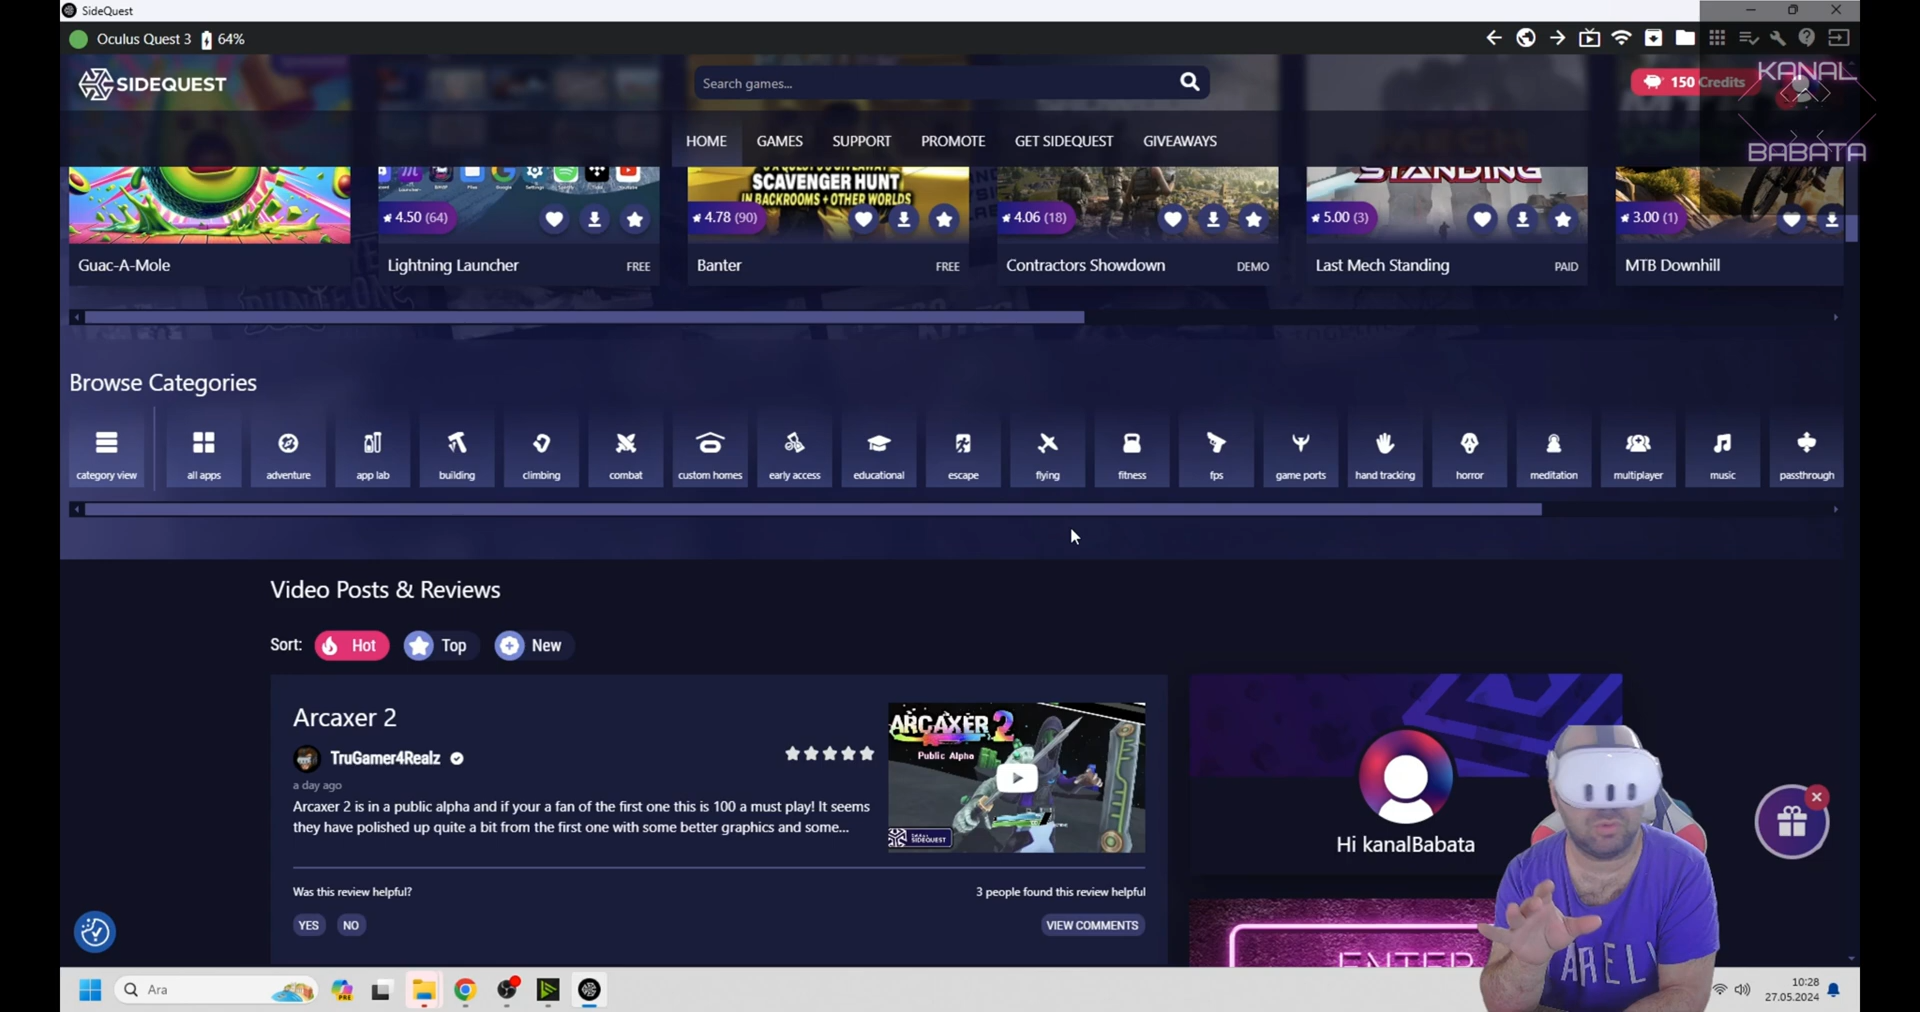 SideQuest
Oculus Quest 3 64%
SIDEQUEST
Search games...
150 Credits
KANAL
BABATA
HOME GAMES SUPPORT PROMOTE GET SIDEQUEST GIVEAWAYS
SCAVENGER HUNT
IN BACKROOMS + OTHER WORLDS
STANDING
4.50 (64)
4.78 (90)
4.06 (18)
5.00 (3)
3.00 (1)
Guac-A-Mole
Lightning Launcher FREE
Banter FREE
Contractors Showdown DEMO
Last Mech Standing PAID
MTB Downhill
Browse Categories
category view all apps adventure app lab building climbing combat custom homes early access educational escape flying fitness fps game ports hand tracking horror meditation multiplayer music passthrough
Video Posts & Reviews
Sort: Hot Top New
Arcaxer 2
TruGamer4Realz
a day ago
Arcaxer 2 is in a public alpha and if your a fan of the first one this is 100 a must play! It seems
they have polished up quite a bit from the first one with some better graphics and some...
ARCAXER 2
Public Alpha
SIDEQUEST
Was this review helpful?
3 people found this review helpful
YES NO
VIEW COMMENTS
Hi kanalBabata
ENTER
ARELY
Ara
PRE
10:28
27.05.2024